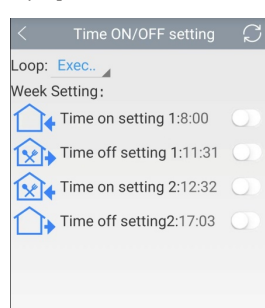 Time ON/OFF setting
Loop: Exec..
Week Setting:
Time on setting 1:8:00
Time off setting 1:11:31
Time on setting 2:12:32
Time off setting2:17:03